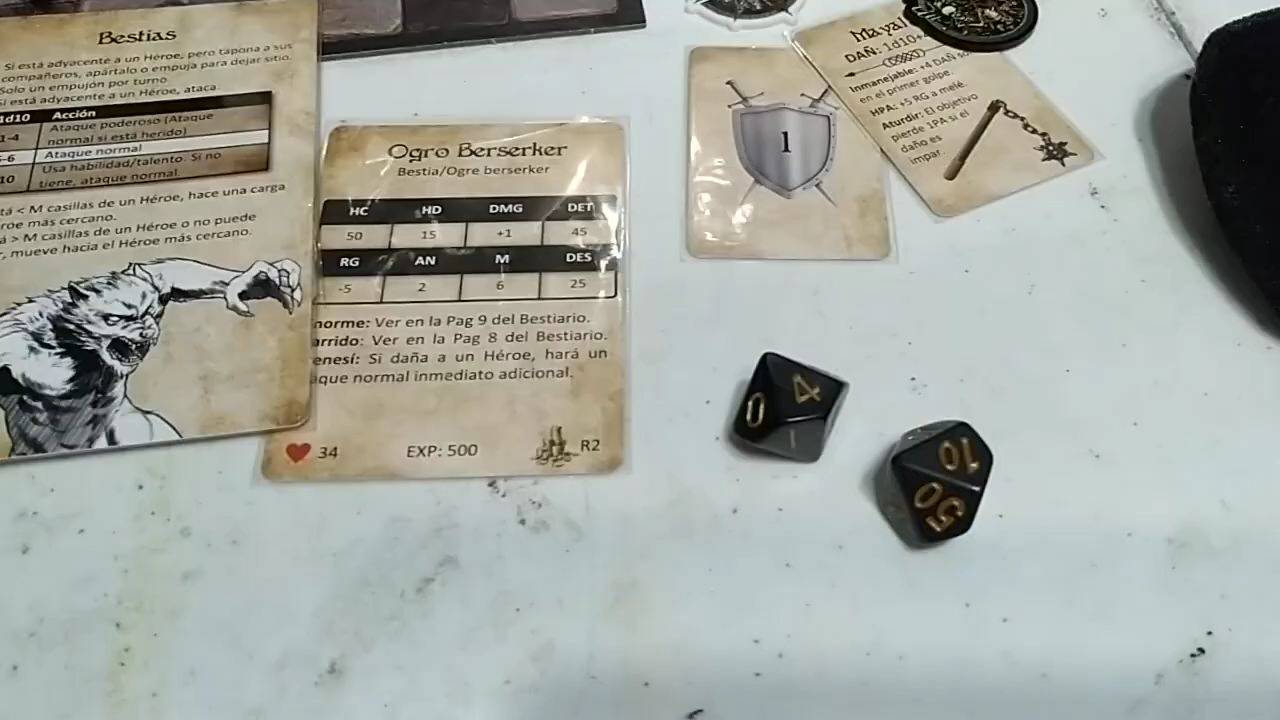 Bestias
Si está adyacente a un Héroe, pero tapona a sus
compañeros, apártalo o empuja para dejar sitio.
Solo un empujón por turno.
Si está adyacente a un Héroe, ataca.
1d10 Acción
1-4 Ataque poderoso (Ataque
normal si está herido)
-6 Ataque normal
10 Usa habilidad/talento. Si no
tiene, ataque normal.
tá < M casillas de un Héroe, hace una carga
roe más cercano.
á > M casillas de un Héroe o no puede
r, mueve hacia el Héroe más cercano.
Ogro Berserker
Bestia/Ogre berserker
HC HD DMG DET
50 15 +1 45
RG AN M DES
-5 2 6 25
norme: Ver en la Pag 9 del Bestiario.
arrido: Ver en la Pag 8 del Bestiario.
enesí: Si daña a un Héroe, hará un
aque normal inmediato adicional.
34 EXP: 500 R2
1
Mayal
DAÑ: 1d10+
Inmanejable: +4 DAÑ
en el primer golpe.
HPA: +5 RG a melé.
Aturdir: El objetivo
pierde 1PA si el
daño es
impar.
0 4
10
50